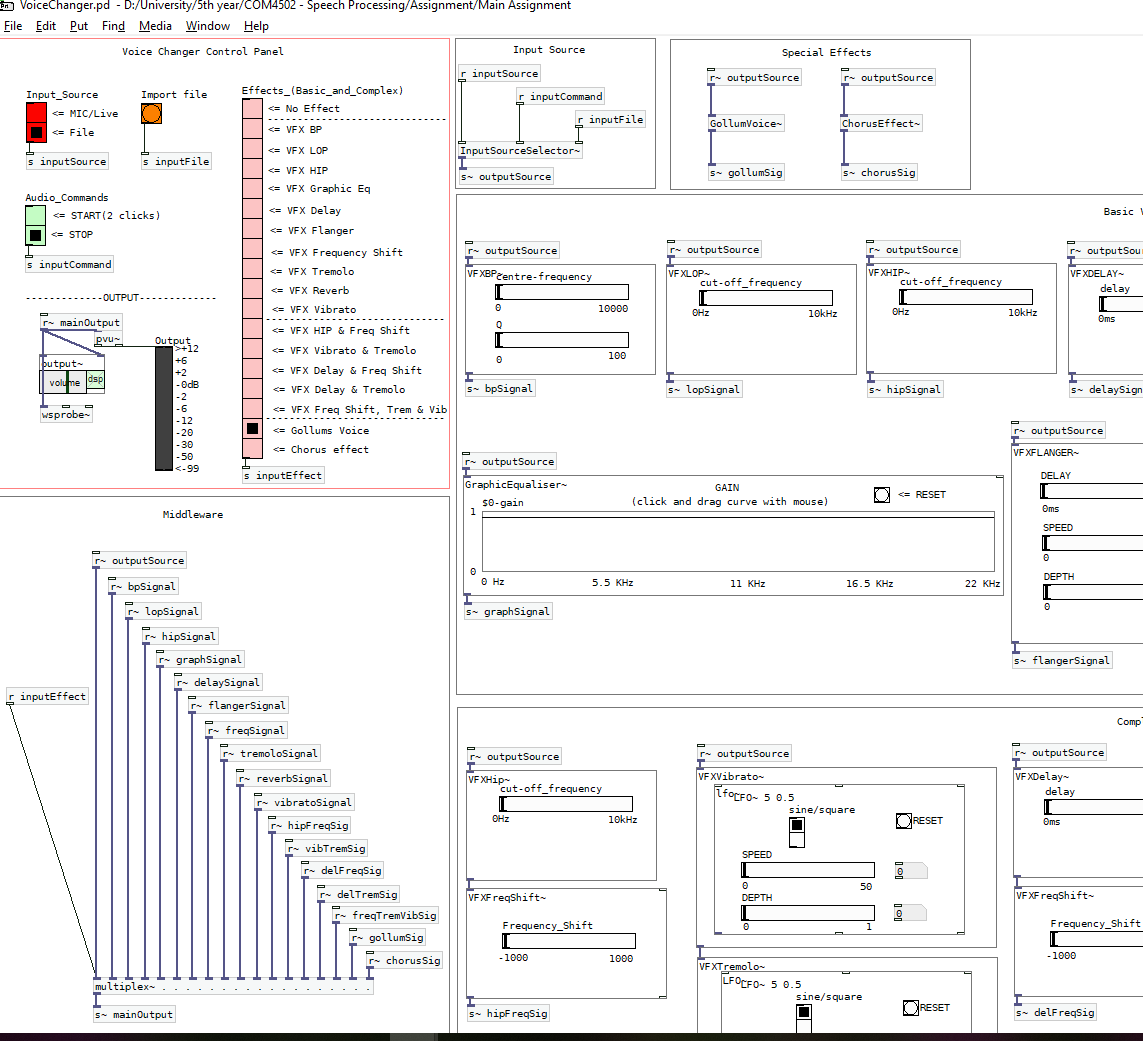 VoiceChanger.pd - D:/University/5th year/COM4502 - Speech Processing/Assignment/Main Assignment
File Edit Put Find Media Window Help
Voice Changer Control Panel
Input_Source
<= MIC/Live
<= File
s inputSource
Import file
s inputFile
Audio_Commands
<= START(2 clicks)
<= STOP
s inputCommand
-------------OUTPUT-------------
r~ mainOutput
pvu~
output~
volume
dsp
wsprobe~
Output
>+12
+6
+2
-0dB
-2
-6
-12
-20
-30
-50
<-99
Effects_(Basic_and_Complex)
<= No Effect
<= VFX BP
<= VFX LOP
<= VFX HIP
<= VFX Graphic Eq
<= VFX Delay
<= VFX Flanger
<= VFX Frequency Shift
<= VFX Tremolo
<= VFX Reverb
<= VFX Vibrato
<= VFX HIP & Freq Shift
<= VFX Vibrato & Tremolo
<= VFX Delay & Freq Shift
<= VFX Delay & Tremolo
<= VFX Freq Shift, Trem & Vib
<= Gollums Voice
<= Chorus effect
s inputEffect
Input Source
r inputSource
r inputCommand
r inputFile
InputSourceSelector~
s~ outputSource
Special Effects
r~ outputSource
GollumVoice~
s~ gollumSig
r~ outputSource
ChorusEffect~
s~ chorusSig
Middleware
r inputEffect
r~ outputSource
r~ bpSignal
r~ lopSignal
r~ hipSignal
r~ graphSignal
r~ delaySignal
r~ flangerSignal
r~ freqSignal
r~ tremoloSignal
r~ reverbSignal
r~ vibratoSignal
r~ hipFreqSig
r~ vibTremSig
r~ delFreqSig
r~ delTremSig
r~ freqTremVibSig
r~ gollumSig
r~ chorusSig
multiplex~ . . . . . . . . . . . . . . . . .
s~ mainOutput
Basic V
r~ outputSource
VFXBP~
centre-frequency
0 10000
Q
0 100
s~ bpSignal
r~ outputSource
VFXLOP~
cut-off_frequency
0Hz 10kHz
s~ lopSignal
r~ outputSource
VFXHIP~
cut-off_frequency
0Hz 10kHz
s~ hipSignal
r~ outputSour
VFXDELAY~
delay
0ms
s~ delaySign
r~ outputSource
GraphicEqualiser~
GAIN
$0-gain
(click and drag curve with mouse)
<= RESET
1
0
0 Hz 5.5 KHz 11 KHz 16.5 KHz 22 KHz
s~ graphSignal
r~ outputSource
VFXFLANGER~
DELAY
0ms
SPEED
0
DEPTH
0
s~ flangerSignal
Compl
r~ outputSource
VFXHip~
cut-off_frequency
0Hz 10kHz
VFXFreqShift~
Frequency_Shift
-1000 1000
s~ hipFreqSig
r~ outputSource
VFXVibrato~
lfo
LFO~ 5 0.5
sine/square
RESET
SPEED
0 50
0
DEPTH
0 1
0
VFXTremolo~
LFO
LFO~ 5 0.5
sine/square
RESET
r~ outputSource
VFXDelay~
delay
0ms
VFXFreqShift~
Frequency_Shift
-1000
s~ delFreqSig